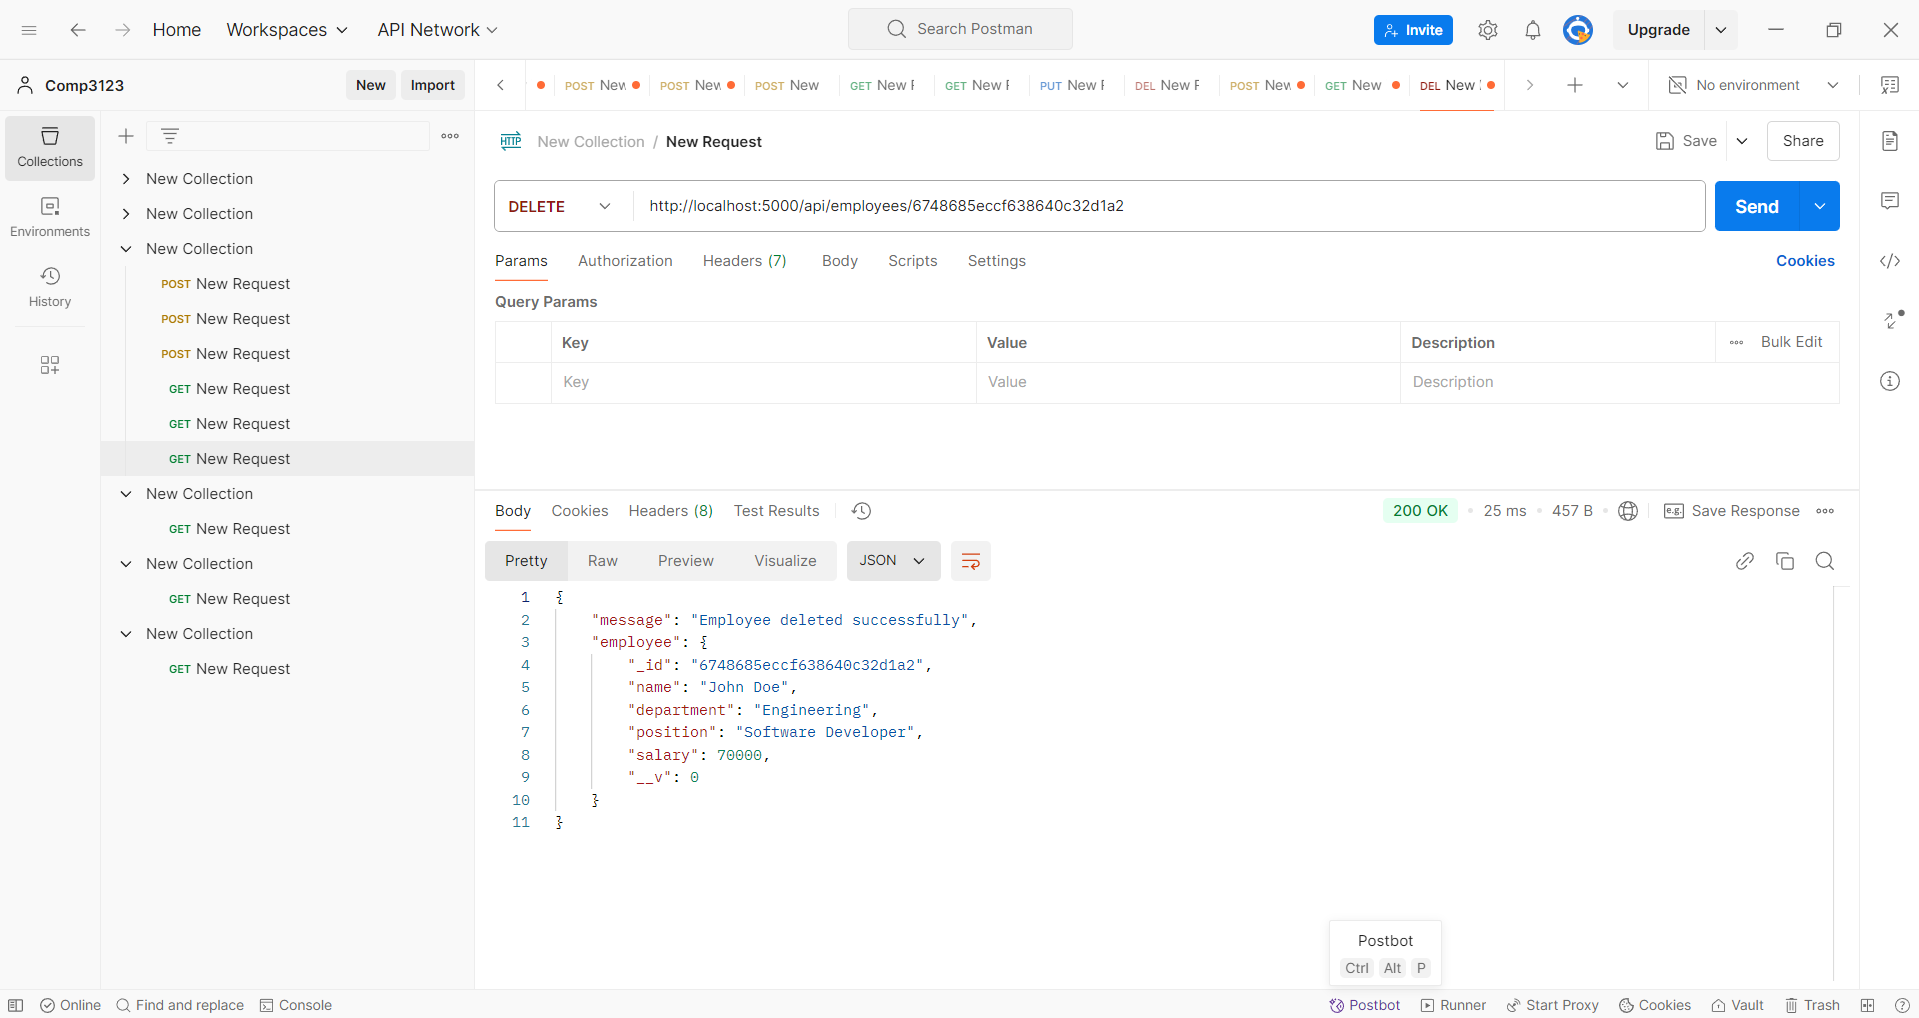 Home Workspaces API Network Search Postman Invite Upgrade
Comp3123 New Import
POST New POST New POST New GET New GET New PUT New DEL New POST New GET New DEL New No environment
Collections
Environments
History
New Collection
New Collection
New Collection
POST New Request
POST New Request
POST New Request
GET New Request
GET New Request
GET New Request
New Collection
GET New Request
New Collection
GET New Request
New Collection
GET New Request
HTTP New Collection / New Request Save Share
DELETE http://localhost:5000/api/employees/6748685eccf638640c32d1a2 Send
Params Authorization Headers (7) Body Scripts Settings Cookies
Query Params
Key Value Description Bulk Edit
Key Value Description
Body Cookies Headers (8) Test Results 200 OK 25 ms 457 B e.g. Save Response
Pretty Raw Preview Visualize JSON
1 {
2 "message": "Employee deleted successfully",
3 "employee": {
4 "_id": "6748685eccf638640c32d1a2",
5 "name": "John Doe",
6 "department": "Engineering",
7 "position": "Software Developer",
8 "salary": 70000,
9 "__v": 0
10 }
11 }
Postbot
Ctrl Alt P
Online Find and replace Console Postbot Runner Start Proxy Cookies Vault Trash